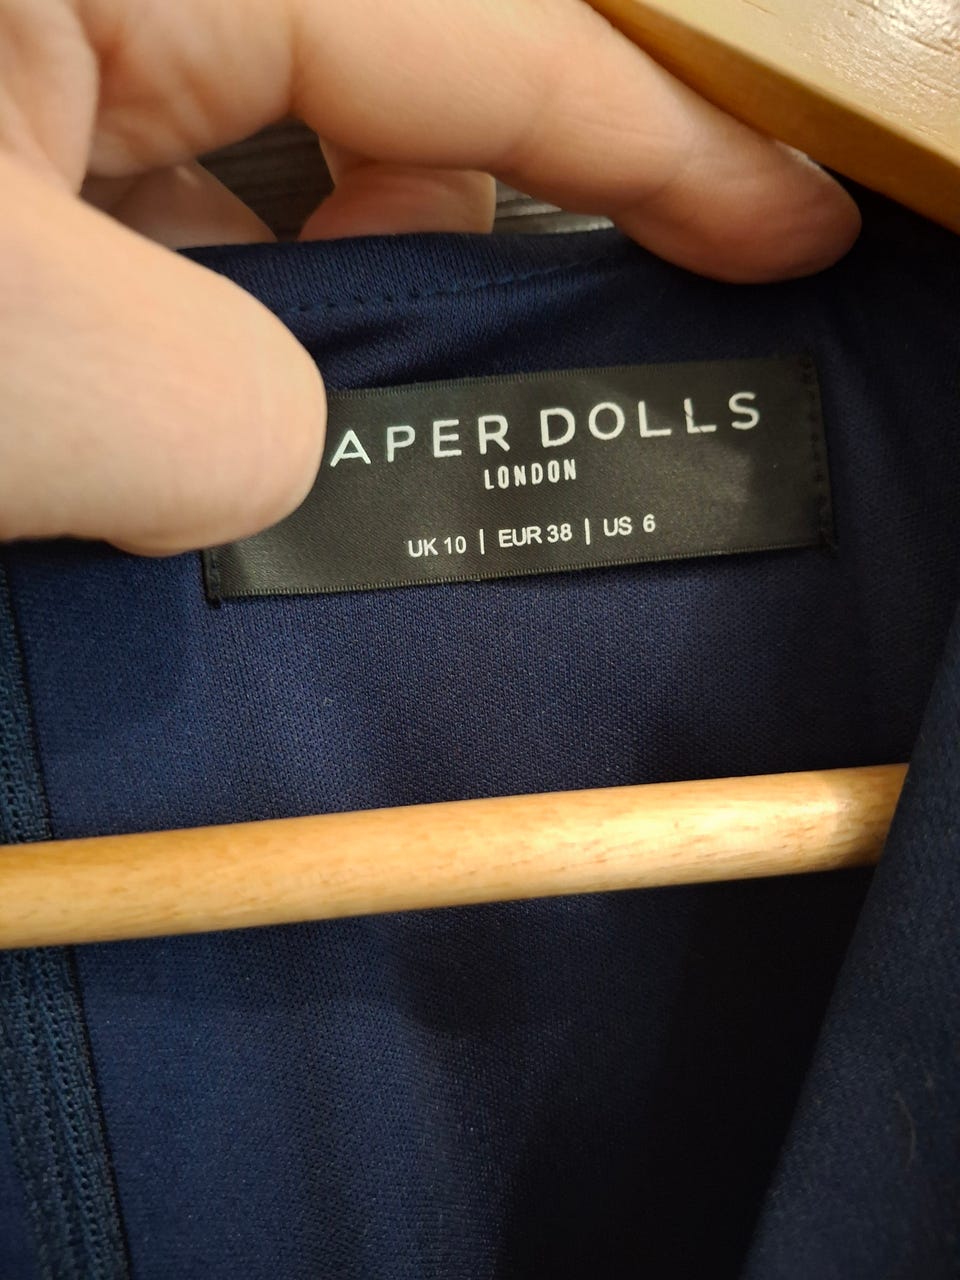 APER DOLLS
LONDON
UK 10 | EUR 38 | US 6